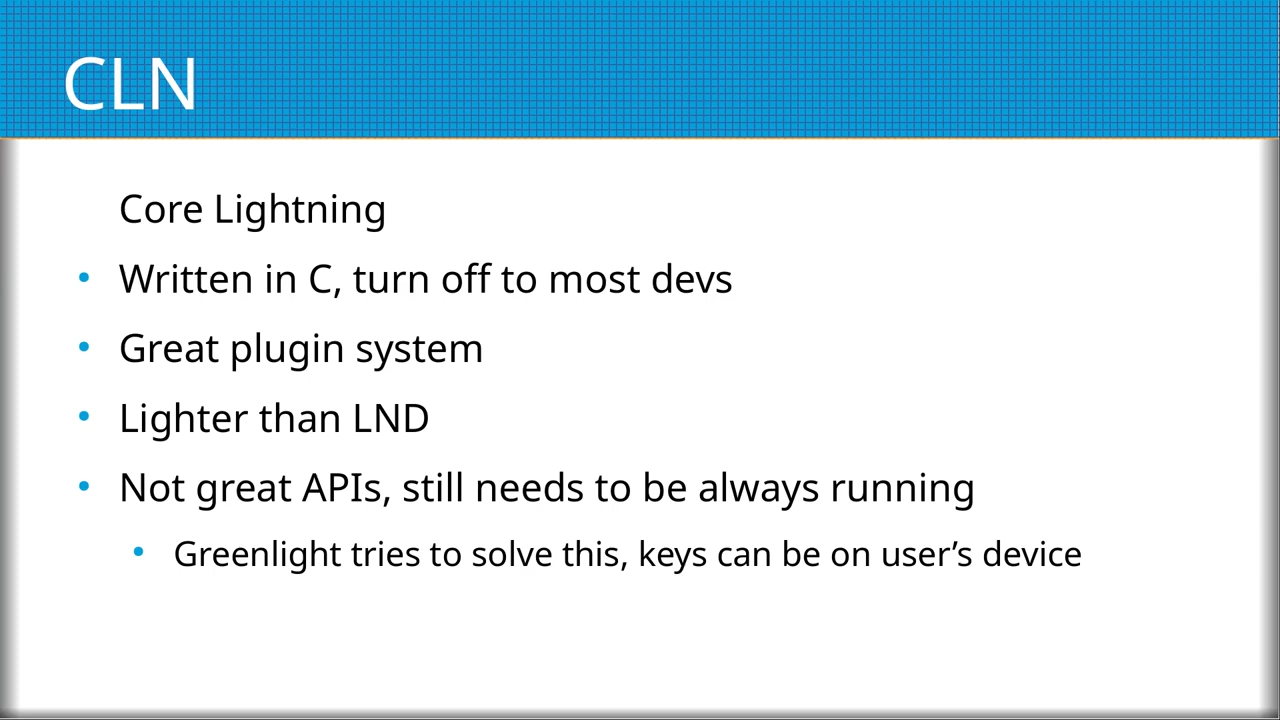 CLN
Core Lightning
Written in C, turn off to most devs
Great plugin system
Lighter than LND
Not great APIs, still needs to be always running
Greenlight tries to solve this, keys can be on user’s device